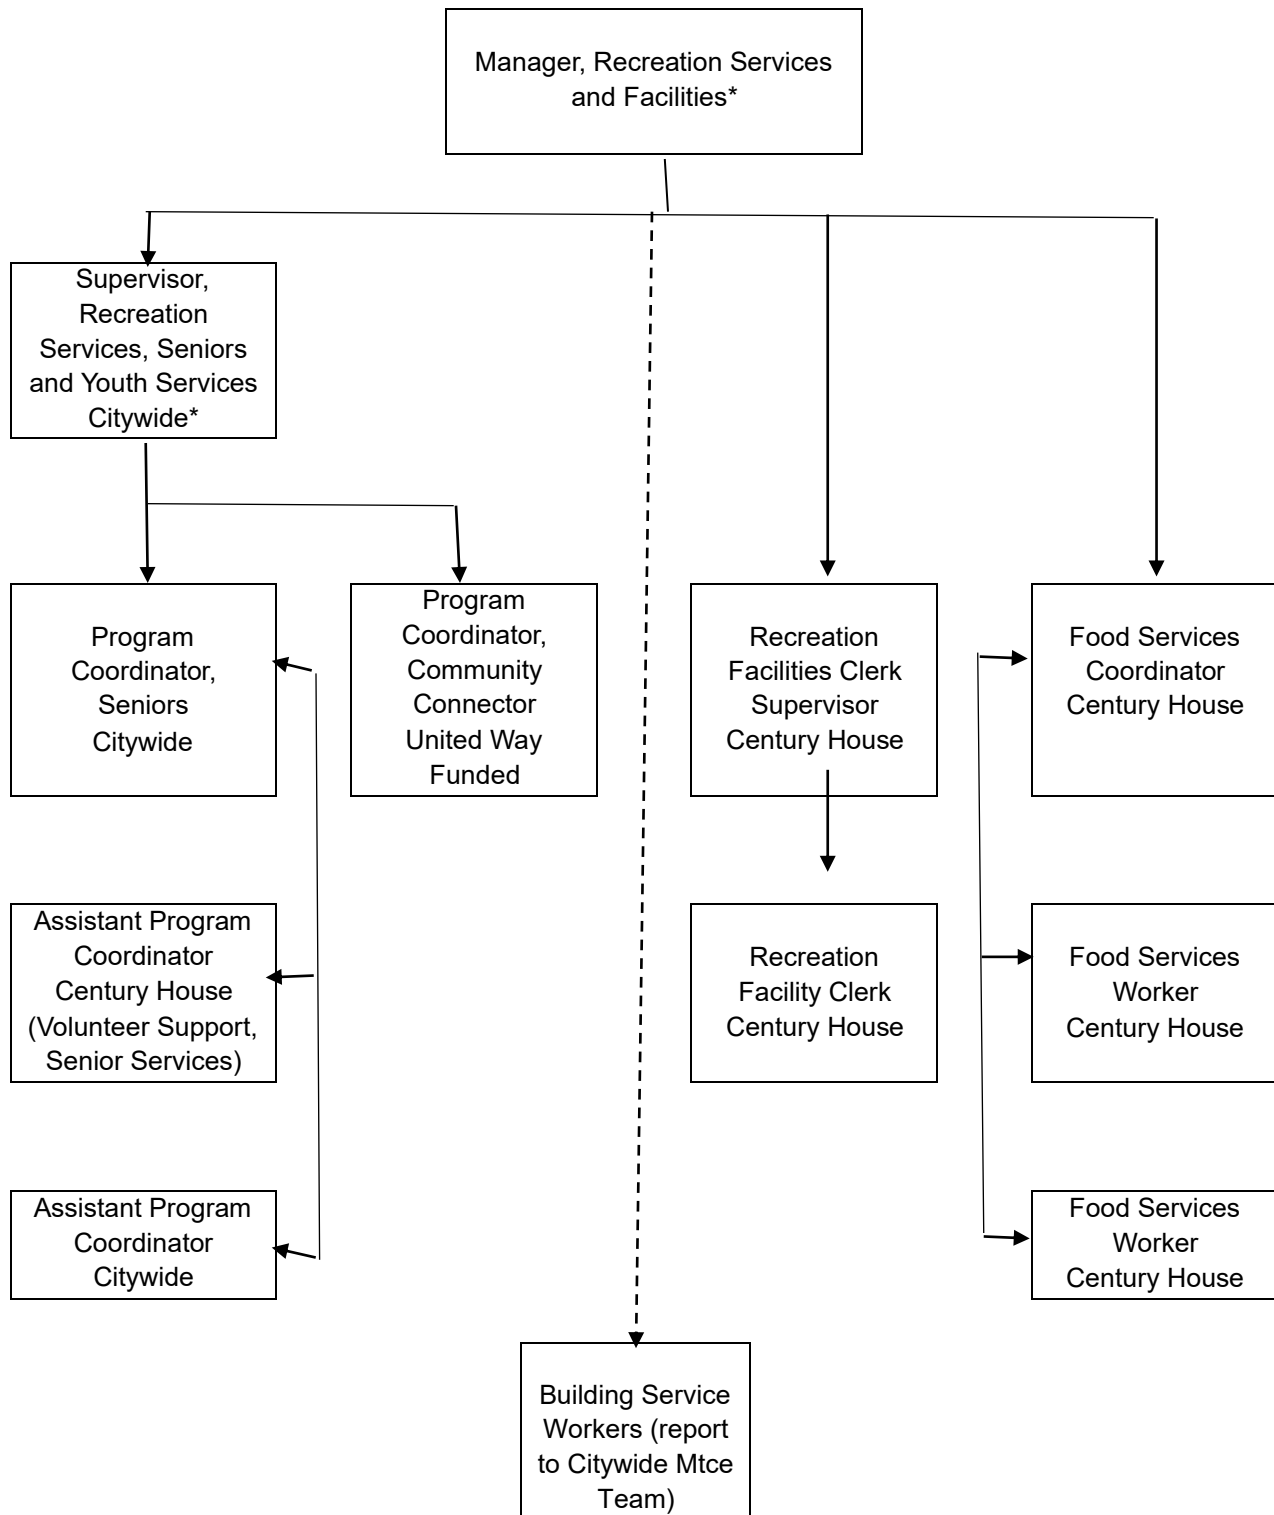 Manager, Recreation Services
and Facilities*
Supervisor,
Recreation
Services, Seniors
and Youth Services
Citywide*
Program
Coordinator,
Seniors
Citywide
Program
Coordinator,
Community
Connector
United Way
Funded
Recreation
Facilities Clerk
Supervisor
Century House
Food Services
Coordinator
Century House
Assistant Program
Coordinator
Century House
(Volunteer Support,
Senior Services)
Recreation
Facility Clerk
Century House
Food Services
Worker
Century House
Assistant Program
Coordinator
Citywide
Food Services
Worker
Century House
Building Service
Workers (report
to Citywide Mtce
Team)